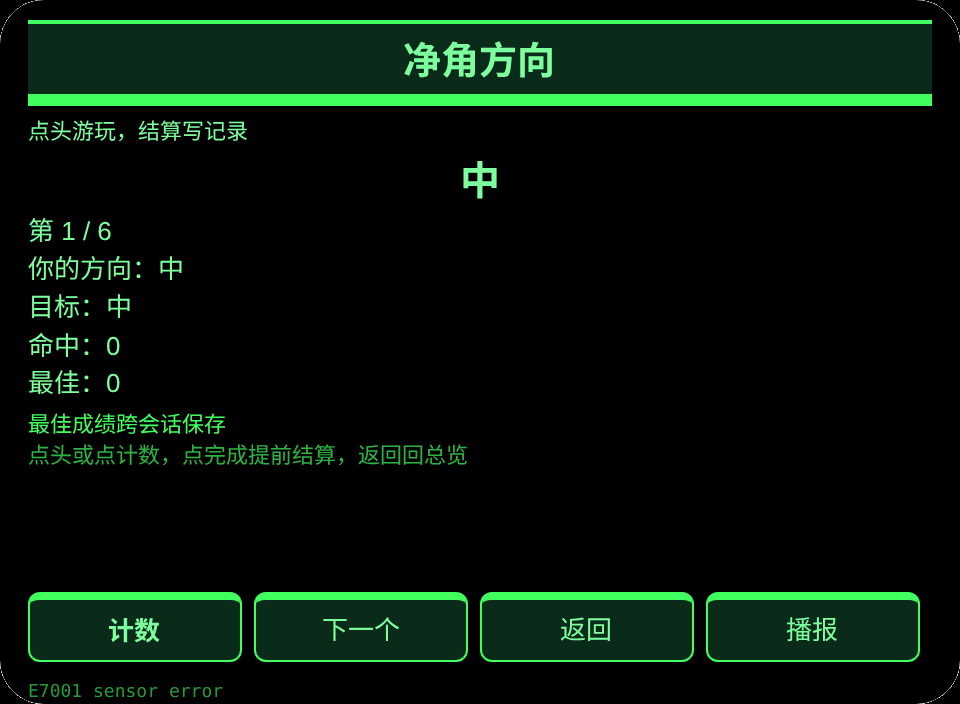 净角方向
点头游玩，结算写记录
中
第 1 / 6
你的方向：中
目标：中
命中：0
最佳：0
最佳成绩跨会话保存
点头或点计数，点完成提前结算，返回回总览
计数
下一个
返回
播报
E7001 sensor error